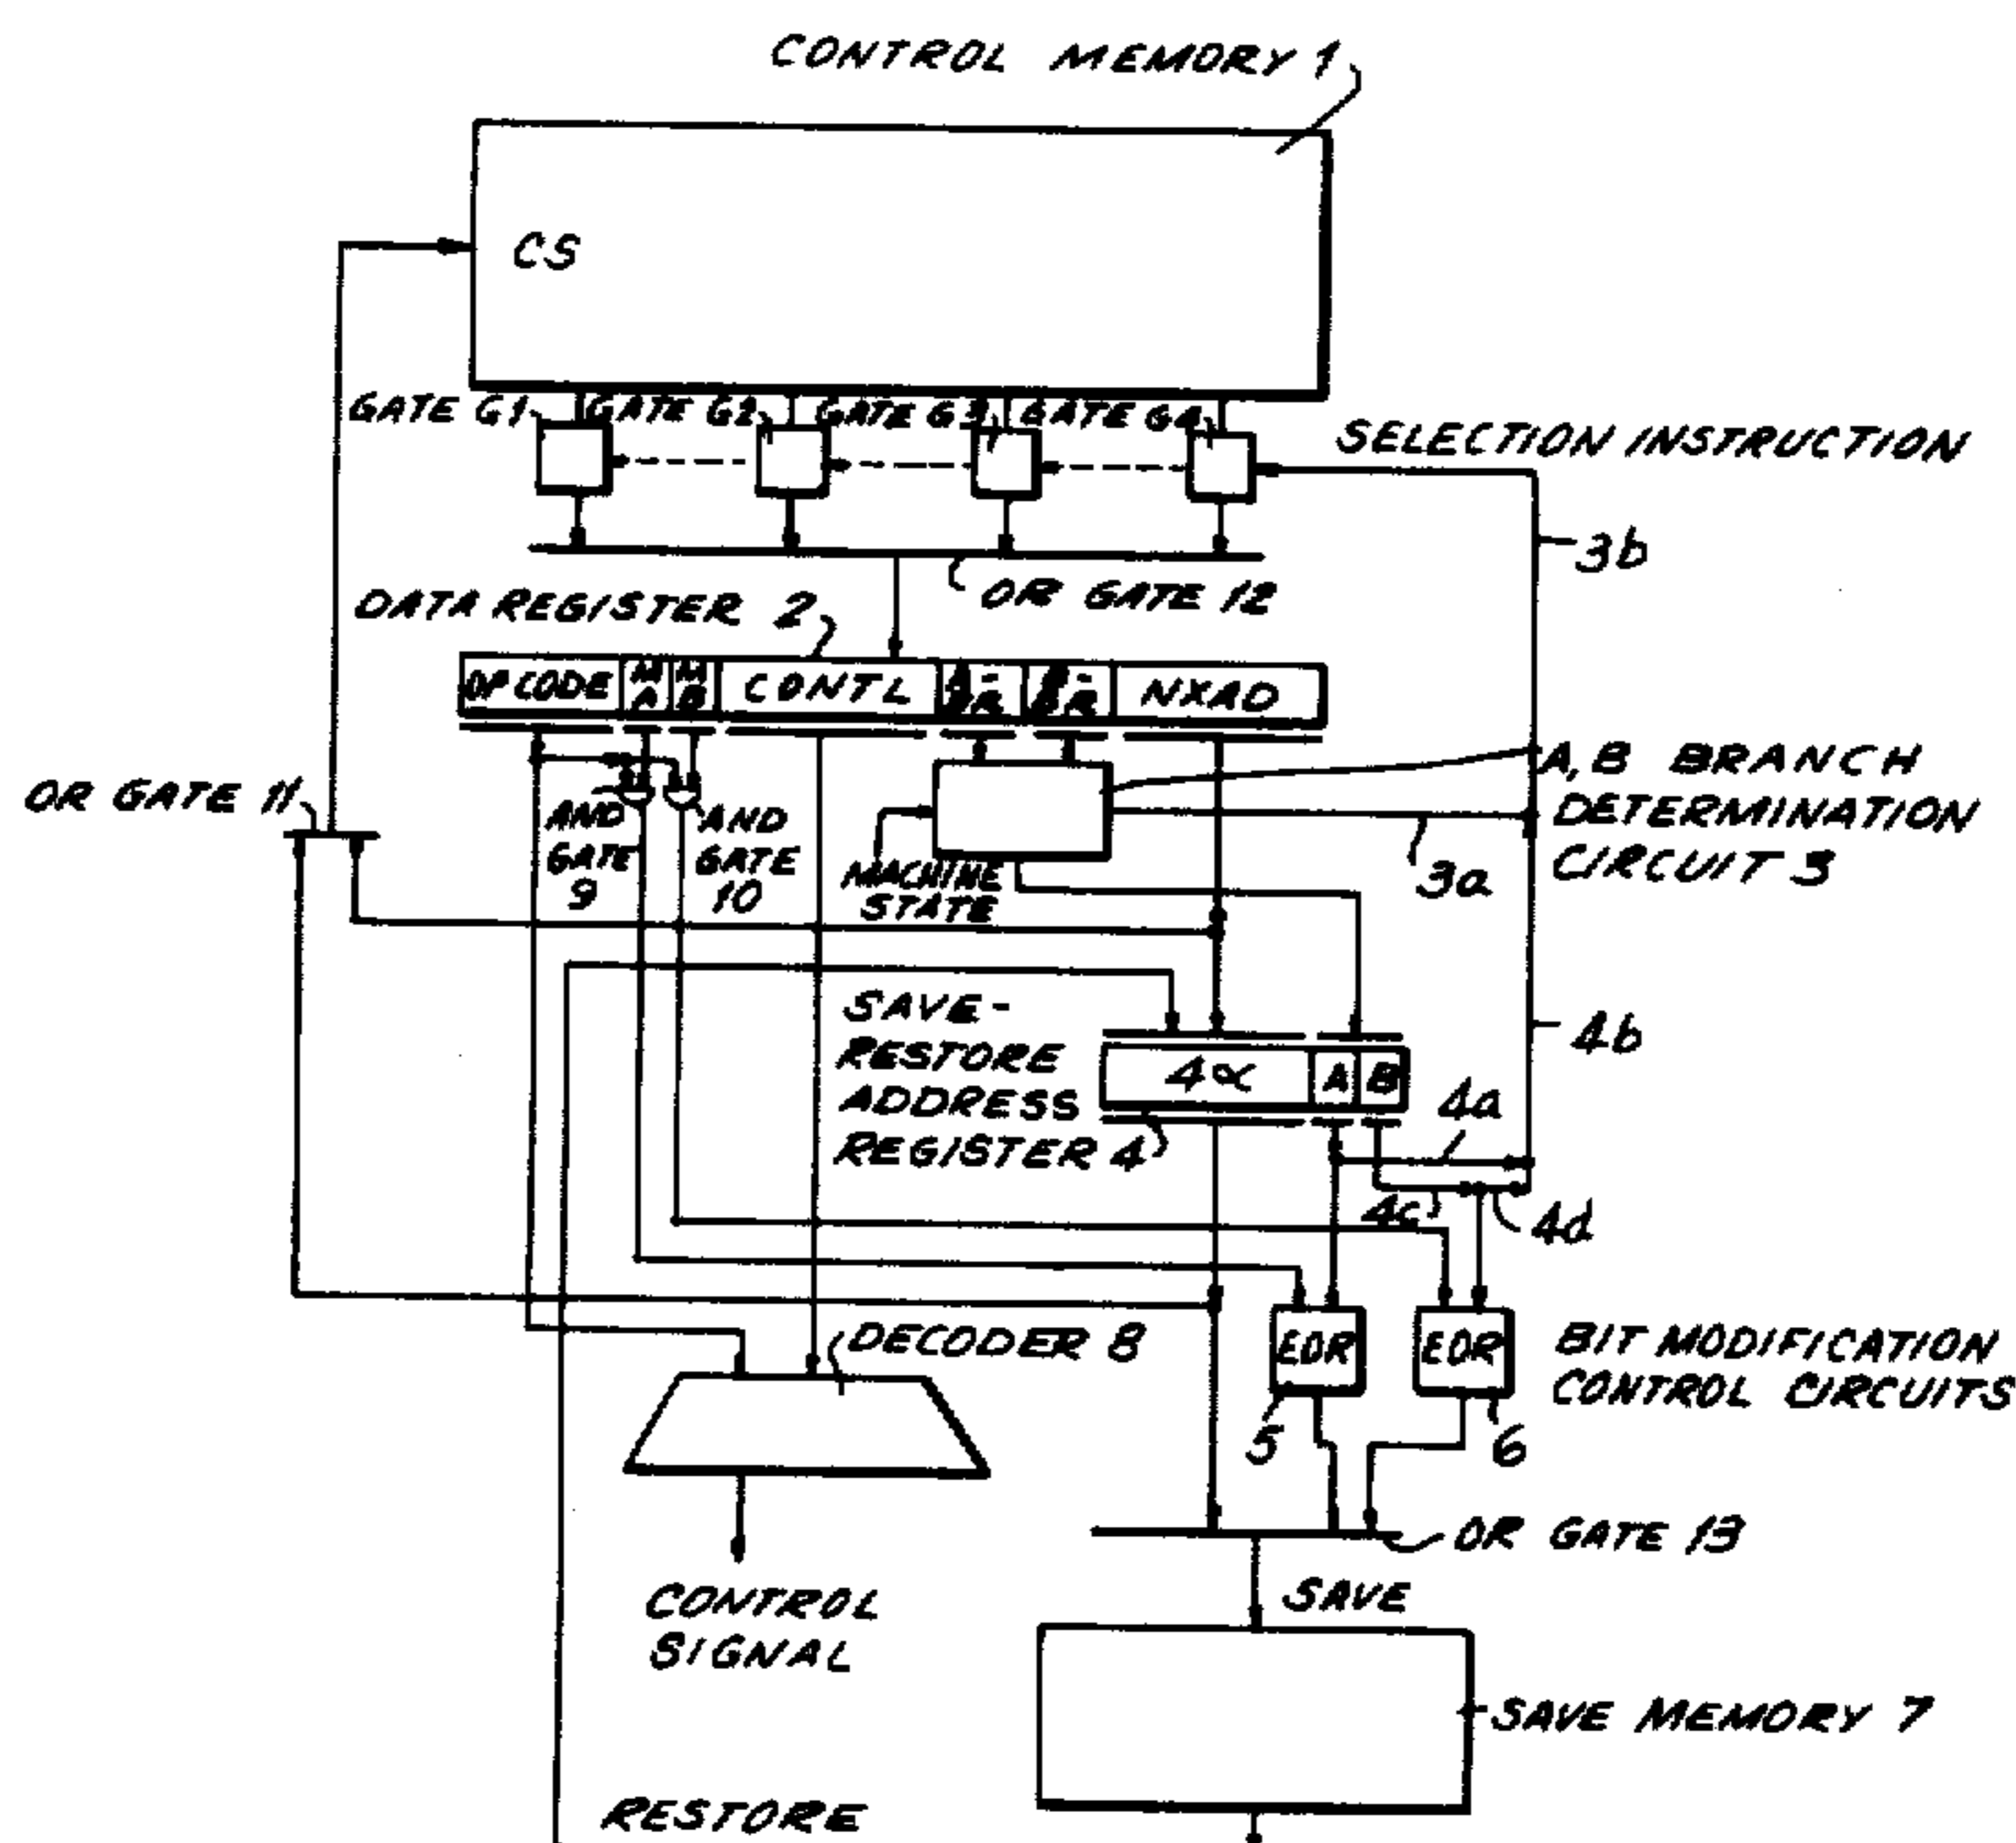 CONTROL MEMORY 1
CS
GATE G1
GATE G2
GATE G3
GATE G4
SELECTION INSTRUCTION
3b
OR GATE 12
DATA REGISTER 2
OP CODE
MA
MB
CONTL
NXAD
A, B BRANCH
DETERMINATION
CIRCUIT 3
OR GATE 11
AND
GATE
9
AND
GATE
10
MACHINE
STATE
3a
SAVE-
RESTORE
ADDRESS
REGISTER 4
4α
A
B
4b
4a
4c
4d
DECODER 8
EOR
EOR
BIT MODIFICATION
CONTROL CIRCUITS
5
6
OR GATE 13
CONTROL
SIGNAL
SAVE
SAVE MEMORY 7
RESTORE